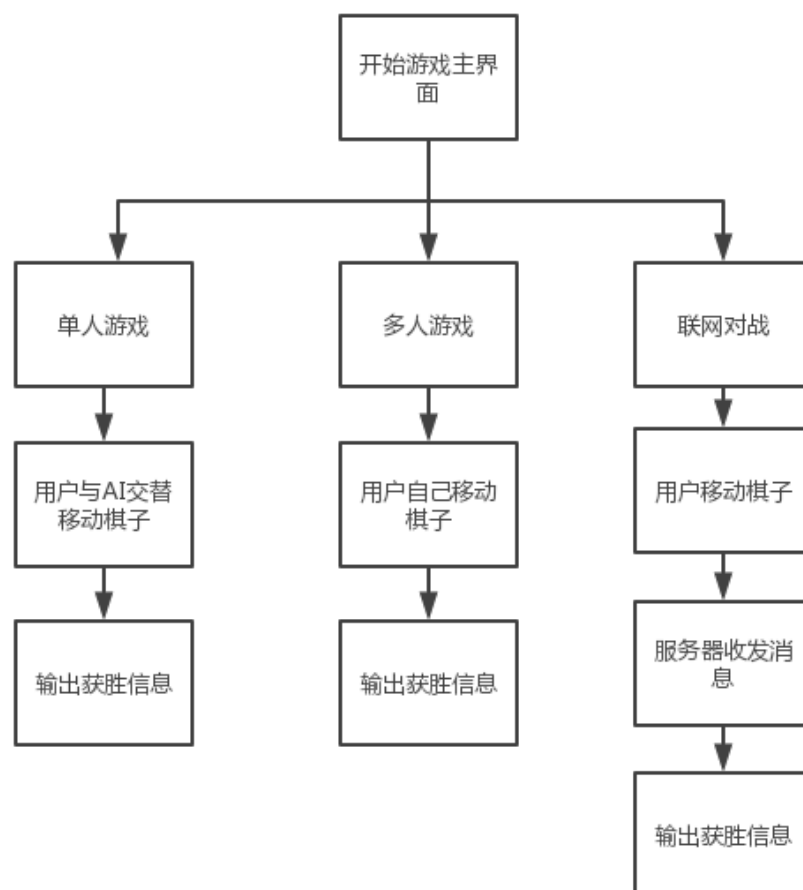 开始游戏主界
面
单人游戏
多人游戏
联网对战
用户与AI交替
移动棋子
用户自己移动
棋子
用户移动棋子
输出获胜信息
输出获胜信息
服务器收发消
息
输出获胜信息